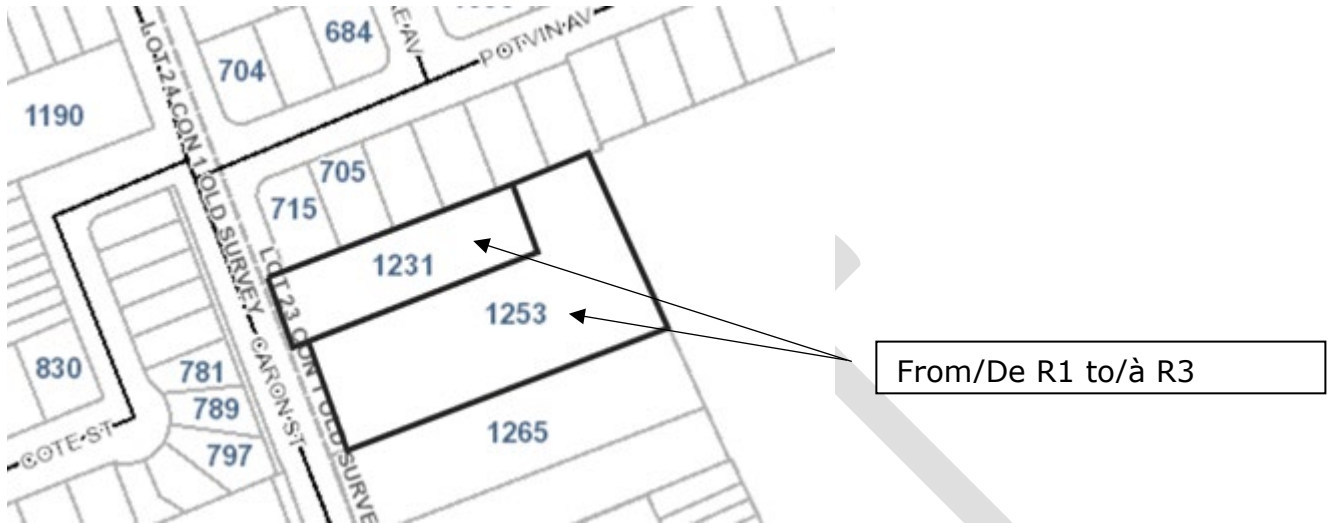 684
704
POTVIN AV
1190
LOT 24 CON 1 OLD SURVEY
705
715
1231
1253
LOT 23 CON 1 OLD SURVEY
CARON ST
From/De R1 to/à R3
830
781
789
797
COTE ST
1265